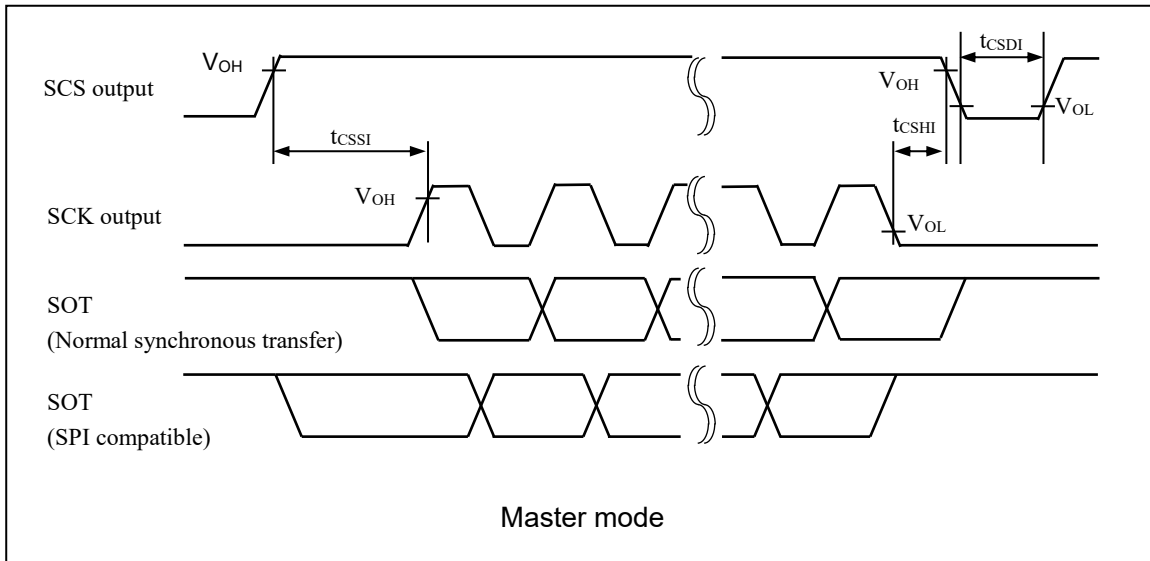 tCSDI
VOH
SCS output
VOH
VOL
tCSHI
tCSSI
VOH
SCK output
VOL
SOT
(Normal synchronous transfer)
SOT
(SPI compatible)
Master mode